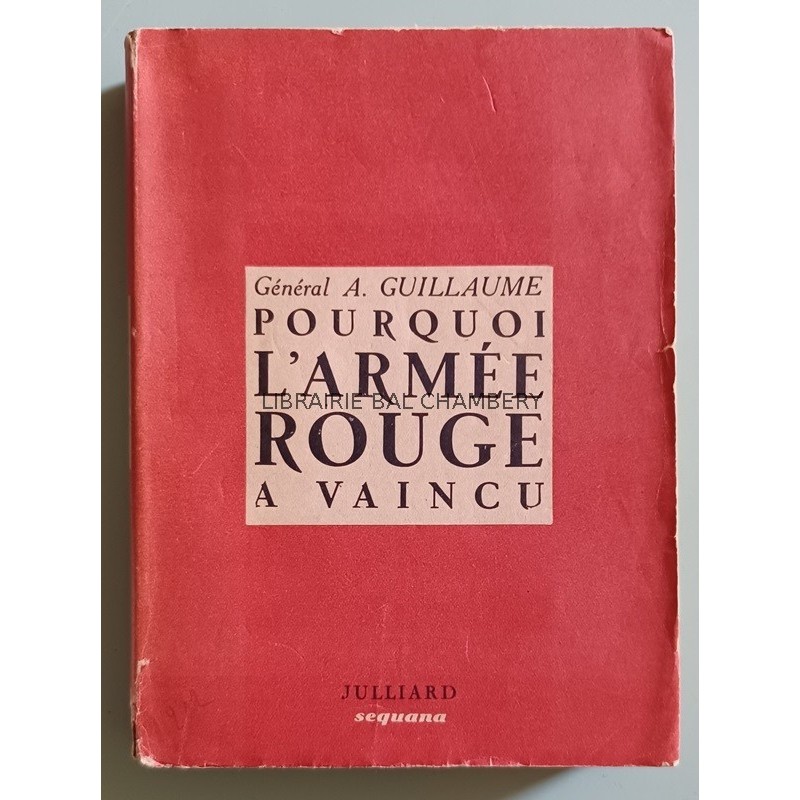 Général A. GUILLAUME
POURQUOI
L'ARMÉE
LIBRAIRIE BAL CHAMBERY
ROUGE
A VAINCU
JULLIARD
sequana